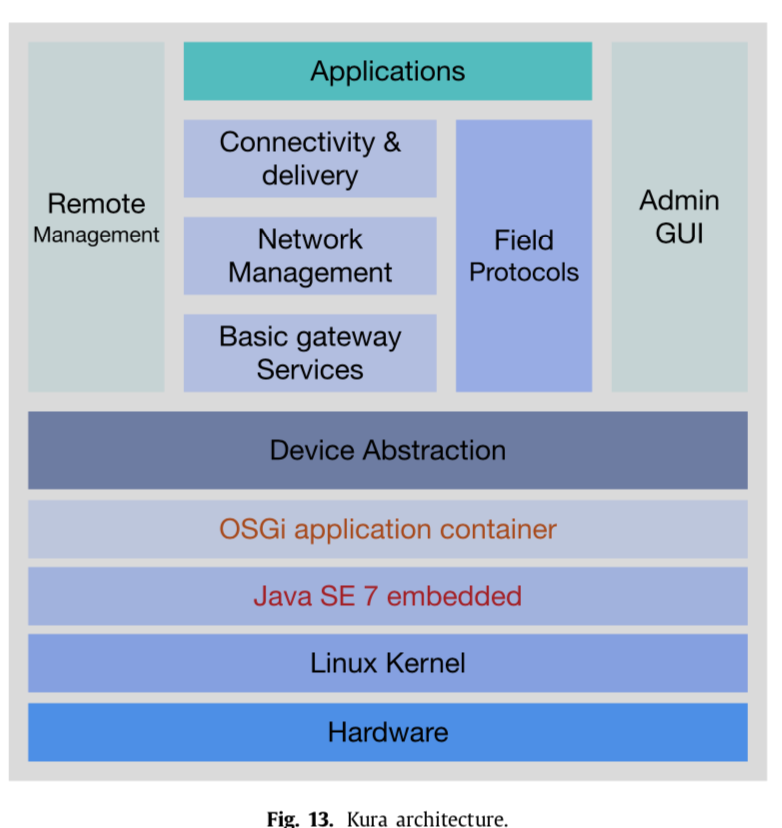 Applications
Remote
Management
Connectivity &
delivery
Network
Management
Basic gateway
Services
Field
Protocols
Admin
GUI
Device Abstraction
OSGi application container
Java SE 7 embedded
Linux Kernel
Hardware
Fig. 13. Kura architecture.